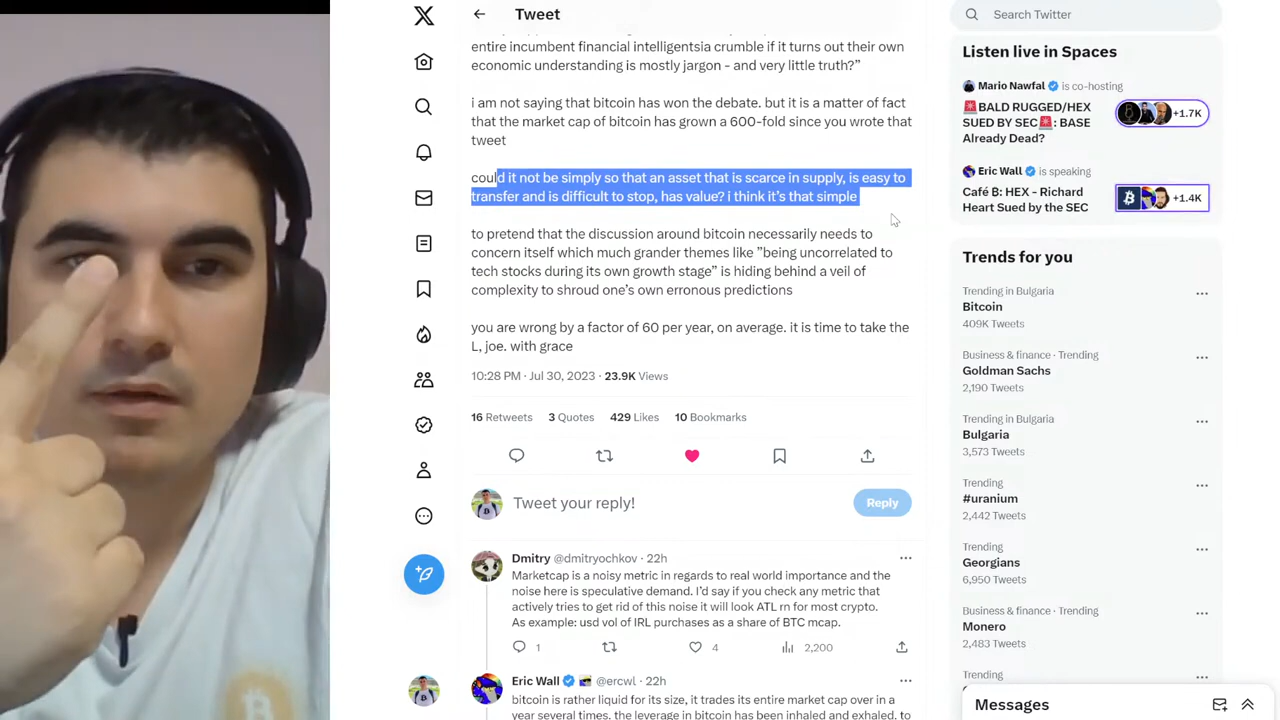 Tweet
entire incumbent financial intelligentsia crumble if it turns out their own
economic understanding is mostly jargon - and very little truth?”
i am not saying that bitcoin has won the debate. but it is a matter of fact
that the market cap of bitcoin has grown a 600-fold since you wrote that
tweet
could it not be simply so that an asset that is scarce in supply, is easy to
transfer and is difficult to stop, has value? i think it’s that simple
to pretend that the discussion around bitcoin necessarily needs to
concern itself which much grander themes like ”being uncorrelated to
tech stocks during its own growth stage” is hiding behind a veil of
complexity to shroud one’s own erronous predictions
you are wrong by a factor of 60 per year, on average. it is time to take the
L, joe. with grace
10:28 PM · Jul 30, 2023 · 23.9K Views
16 Retweets 3 Quotes 429 Likes 10 Bookmarks
Tweet your reply!
Reply
Dmitry @dmitryochkov · 22h
Marketcap is a noisy metric in regards to real world importance and the
noise here is speculative demand. I’d say if you check any metric that
actively tries to get rid of this noise it will look ATL rn for most crypto.
As example: usd vol of IRL purchases as a share of BTC mcap.
1 4 2,200
Eric Wall @ercwl · 22h
bitcoin is rather liquid for its size, it trades its entire market cap over in a
year several times. the leverage in bitcoin has been inhaled and exhaled. to
Search Twitter
Listen live in Spaces
Mario Nawfal is co-hosting
BALD RUGGED/HEX
SUED BY SEC: BASE
Already Dead?
+1.7K
Eric Wall is speaking
Café ₿: HEX - Richard
Heart Sued by the SEC
+1.4K
Trends for you
Trending in Bulgaria
Bitcoin
409K Tweets
Business & finance · Trending
Goldman Sachs
2,190 Tweets
Trending in Bulgaria
Bulgaria
3,573 Tweets
Trending
#uranium
2,442 Tweets
Trending
Georgians
6,950 Tweets
Business & finance · Trending
Monero
2,483 Tweets
Messages